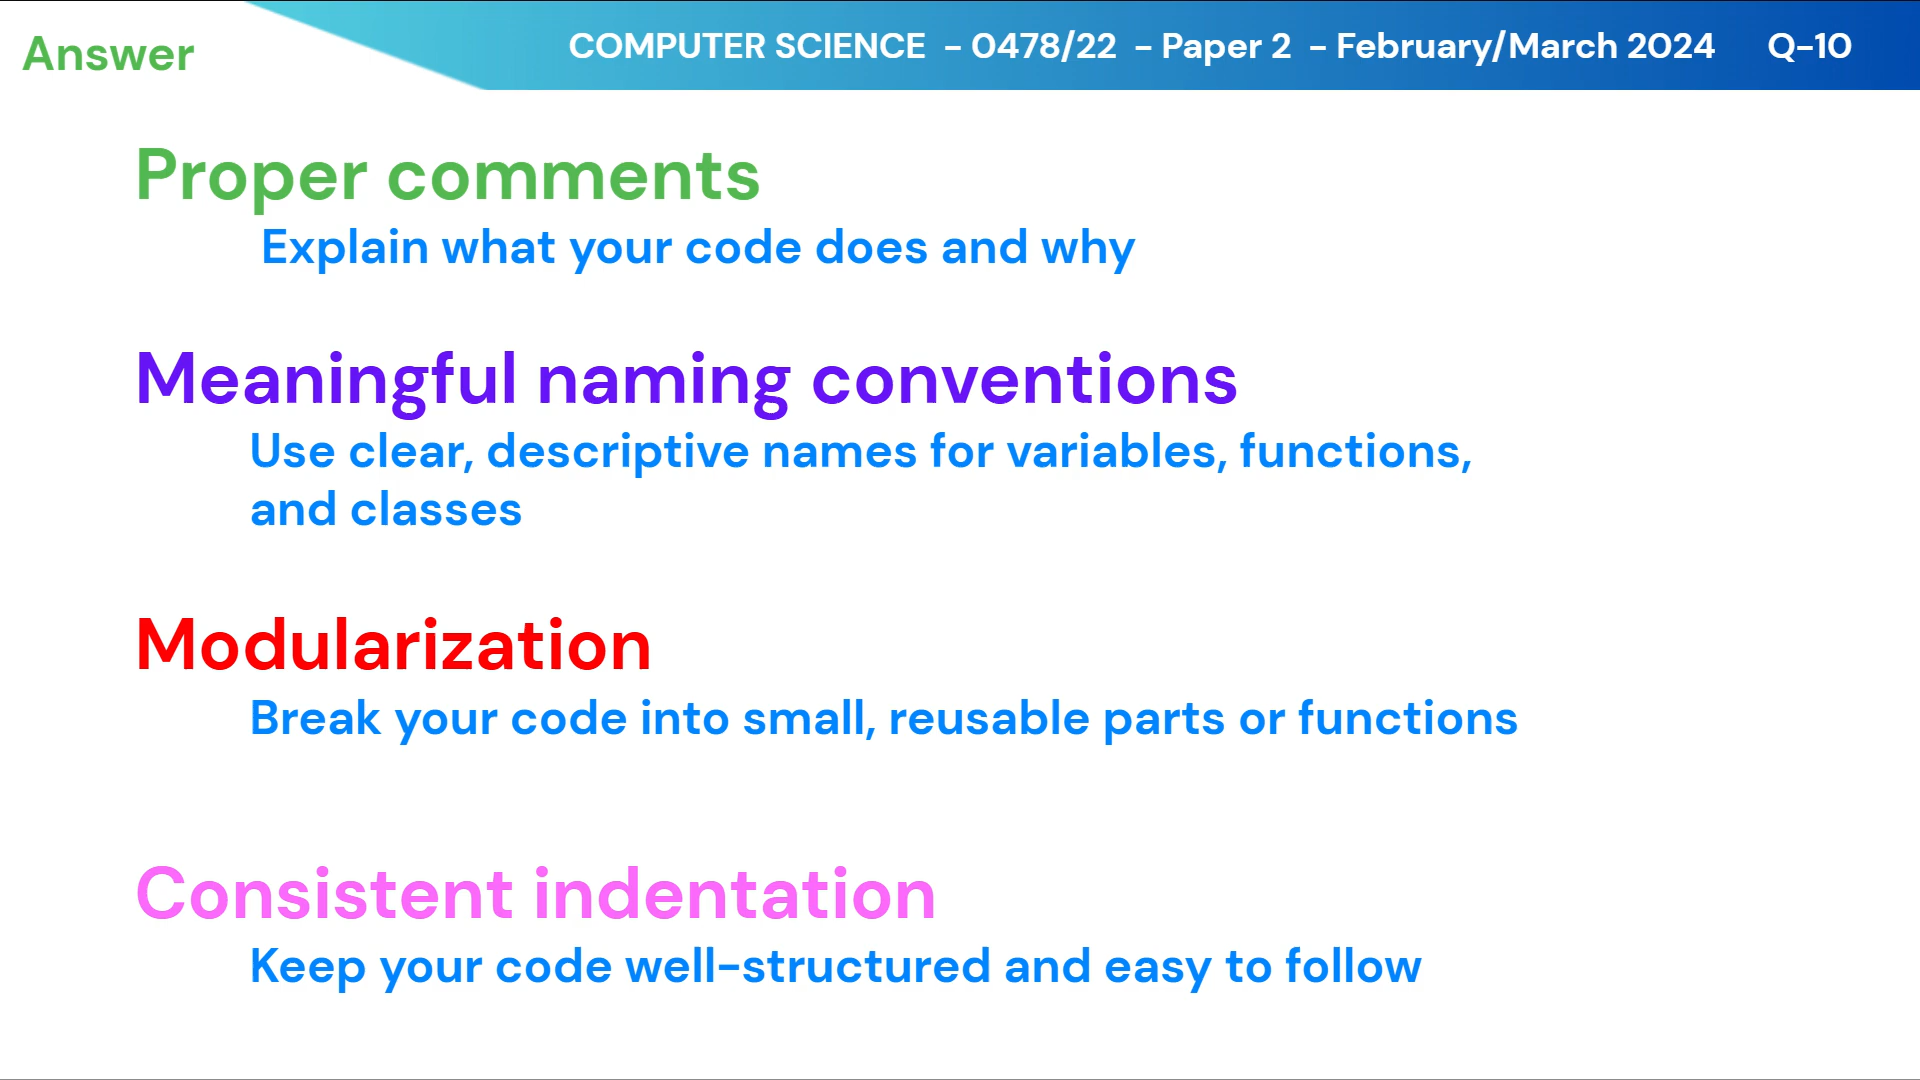 Answer
COMPUTER SCIENCE - 0478/22 - Paper 2 - February/March 2024 Q-10
Proper comments
Explain what your code does and why
Meaningful naming conventions
Use clear, descriptive names for variables, functions,
and classes
Modularization
Break your code into small, reusable parts or functions
Consistent indentation
Keep your code well-structured and easy to follow